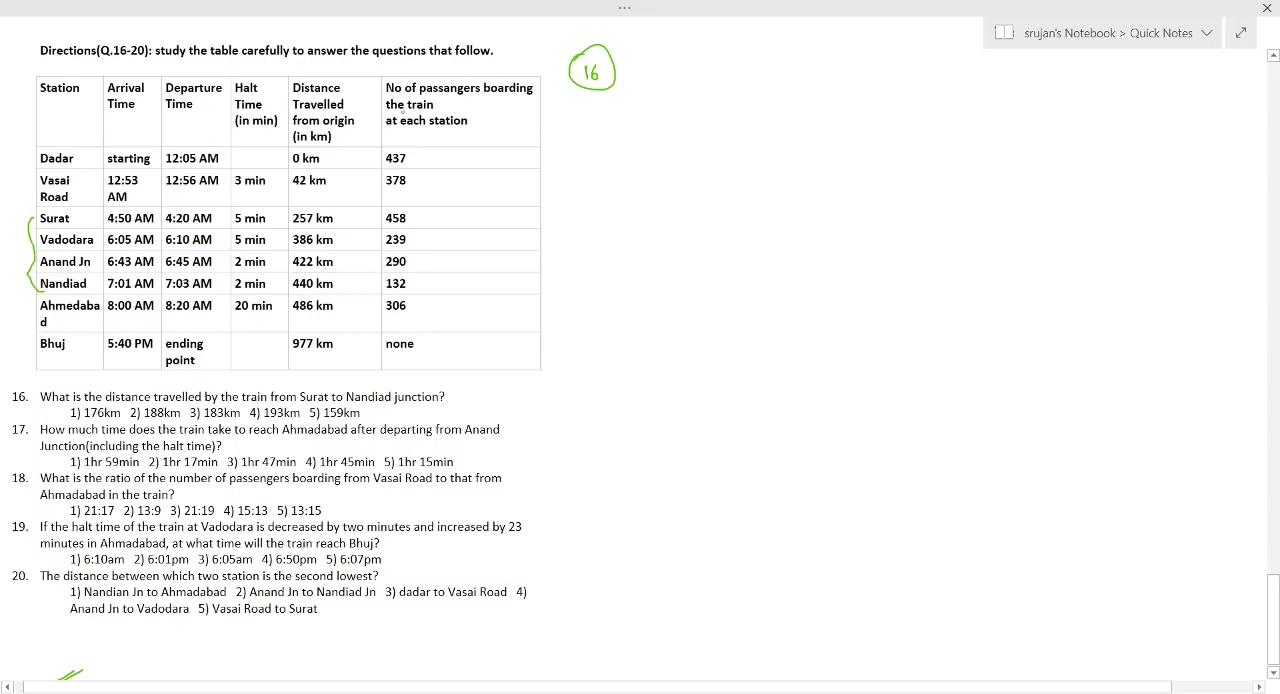 srujan's Notebook > Quick Notes
Directions(Q.16-20): study the table carefully to answer the questions that follow.
16
Station Arrival Time Departure Time Halt Time (in min) Distance Travelled from origin (in km) No of passangers boarding the train at each station
Dadar starting 12:05 AM 0 km 437
Vasai Road 12:53 AM 12:56 AM 3 min 42 km 378
Surat 4:50 AM 4:20 AM 5 min 257 km 458
Vadodara 6:05 AM 6:10 AM 5 min 386 km 239
Anand Jn 6:43 AM 6:45 AM 2 min 422 km 290
Nandiad 7:01 AM 7:03 AM 2 min 440 km 132
Ahmedabad 8:00 AM 8:20 AM 20 min 486 km 306
Bhuj 5:40 PM ending point 977 km none
16. What is the distance travelled by the train from Surat to Nandiad junction?
1) 176km 2) 188km 3) 183km 4) 193km 5) 159km
17. How much time does the train take to reach Ahmadabad after departing from Anand
Junction(including the halt time)?
1) 1hr 59min 2) 1hr 17min 3) 1hr 47min 4) 1hr 45min 5) 1hr 15min
18. What is the ratio of the number of passengers boarding from Vasai Road to that from
Ahmadabad in the train?
1) 21:17 2) 13:9 3) 21:19 4) 15:13 5) 13:15
19. If the halt time of the train at Vadodara is decreased by two minutes and increased by 23
minutes in Ahmadabad, at what time will the train reach Bhuj?
1) 6:10am 2) 6:01pm 3) 6:05am 4) 6:50pm 5) 6:07pm
20. The distance between which two station is the second lowest?
1) Nandian Jn to Ahmadabad 2) Anand Jn to Nandiad Jn 3) dadar to Vasai Road 4)
Anand Jn to Vadodara 5) Vasai Road to Surat